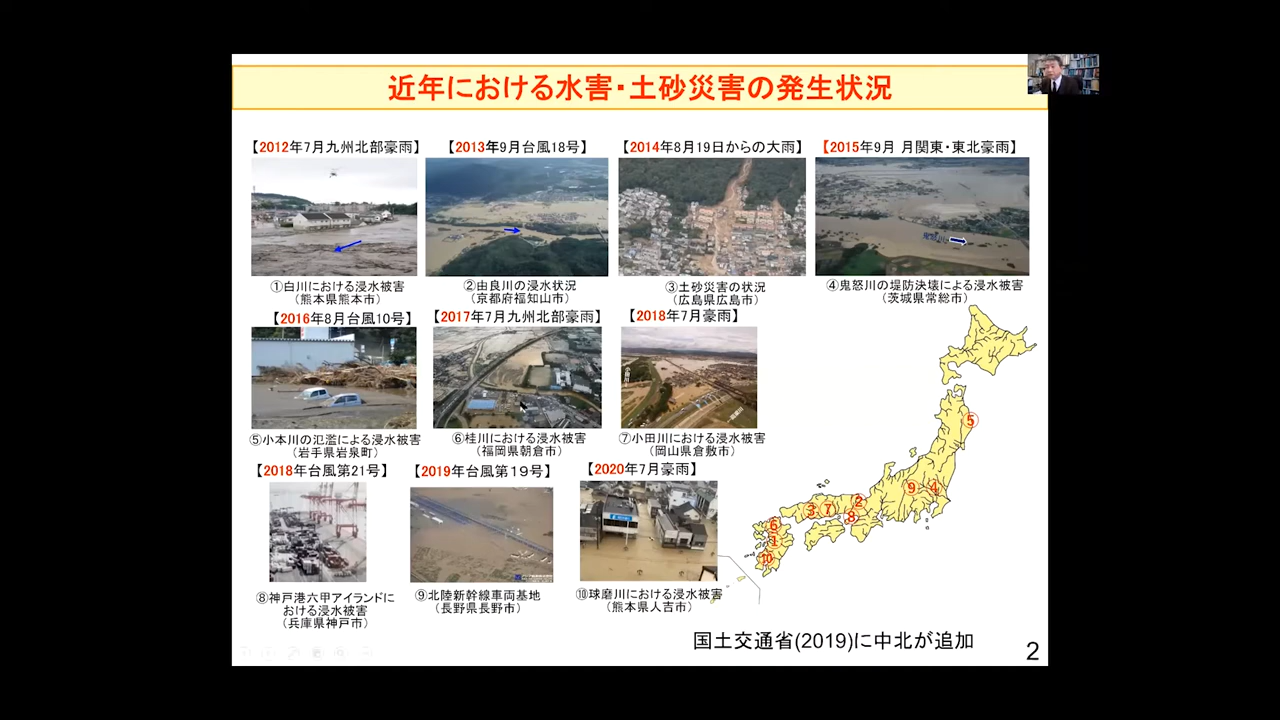 近年における水害・土砂災害の発生状況
【2012年7月九州北部豪雨】
【2013年9月台風18号】
【2014年8月19日からの大雨】
【2015年9月 月関東・東北豪雨】
鬼怒川
①白川における浸水被害
(熊本県熊本市)
②由良川の浸水状況
(京都府福知山市)
③土砂災害の状況
(広島県広島市)
④鬼怒川の堤防決壊による浸水被害
(茨城県常総市)
【2016年8月台風10号】
【2017年7月九州北部豪雨】
【2018年7月豪雨】
小田川
⑤小本川の氾濫による浸水被害
(岩手県岩泉町)
⑥桂川における浸水被害
(福岡県朝倉市)
⑦小田川における浸水被害
(岡山県倉敷市)
【2018年台風第21号】
【2019年台風第19号】
【2020年7月豪雨】
⑧神戸港六甲アイランドに
おける浸水被害
(兵庫県神戸市)
⑨北陸新幹線車両基地
(長野県長野市)
⑩球磨川における浸水被害
(熊本県人吉市)
⑤
⑨ ④
③ ⑦ ② ⑧
⑥
①
⑩
国土交通省(2019)に中北が追加
2